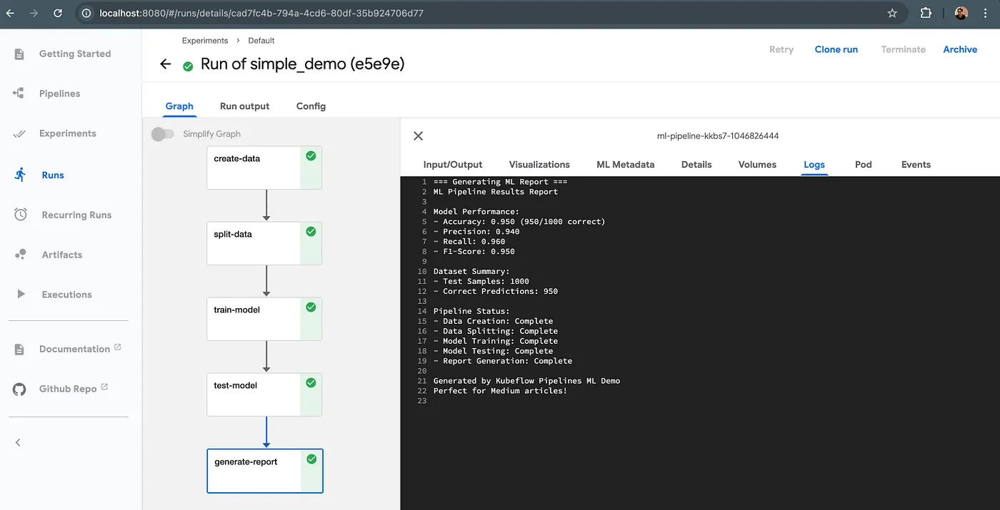 localhost:8080/#/runs/details/cad7fc4b-794a-4cd6-80df-35b924706d77
Getting Started
Pipelines
Experiments
Runs
Recurring Runs
Artifacts
Executions
Documentation
Github Repo
Experiments > Default
Run of simple_demo (e5e9e)
Retry Clone run Terminate Archive
Graph Run output Config
Simplify Graph
create-data
split-data
train-model
test-model
generate-report
ml-pipeline-kkbs7-1046826444
Input/Output Visualizations ML Metadata Details Volumes Logs Pod Events
1 === Generating ML Report ===
2 ML Pipeline Results Report
3
4 Model Performance:
5 - Accuracy: 0.950 (950/1000 correct)
6 - Precision: 0.940
7 - Recall: 0.960
8 - F1-Score: 0.950
9
10 Dataset Summary:
11 - Test Samples: 1000
12 - Correct Predictions: 950
13
14 Pipeline Status:
15 - Data Creation: Complete
16 - Data Splitting: Complete
17 - Model Training: Complete
18 - Model Testing: Complete
19 - Report Generation: Complete
20
21 Generated by Kubeflow Pipelines ML Demo
22 Perfect for Medium articles!
23